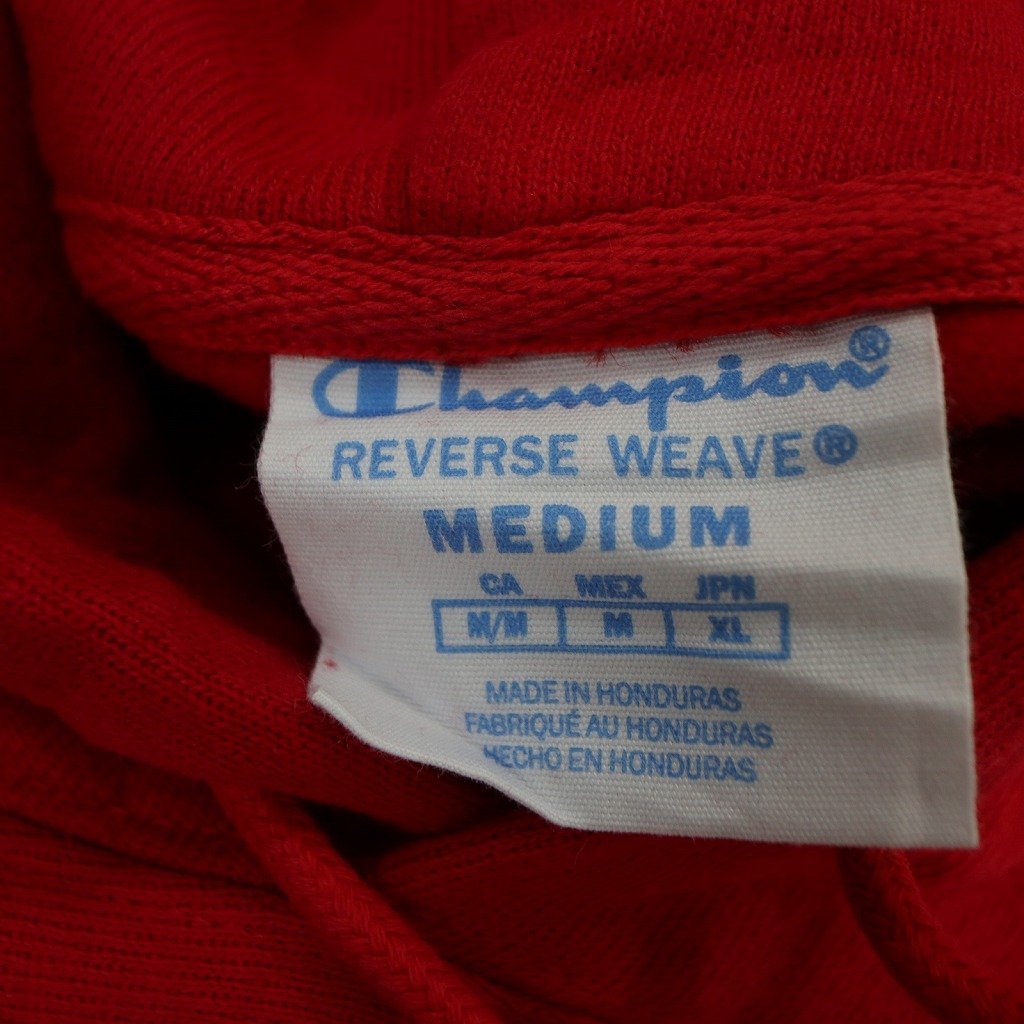 Champion®
REVERSE WEAVE®
MEDIUM
CA MEX JPN
M/M M XL
MADE IN HONDURAS
FABRIQUÉ AU HONDURAS
HECHO EN HONDURAS